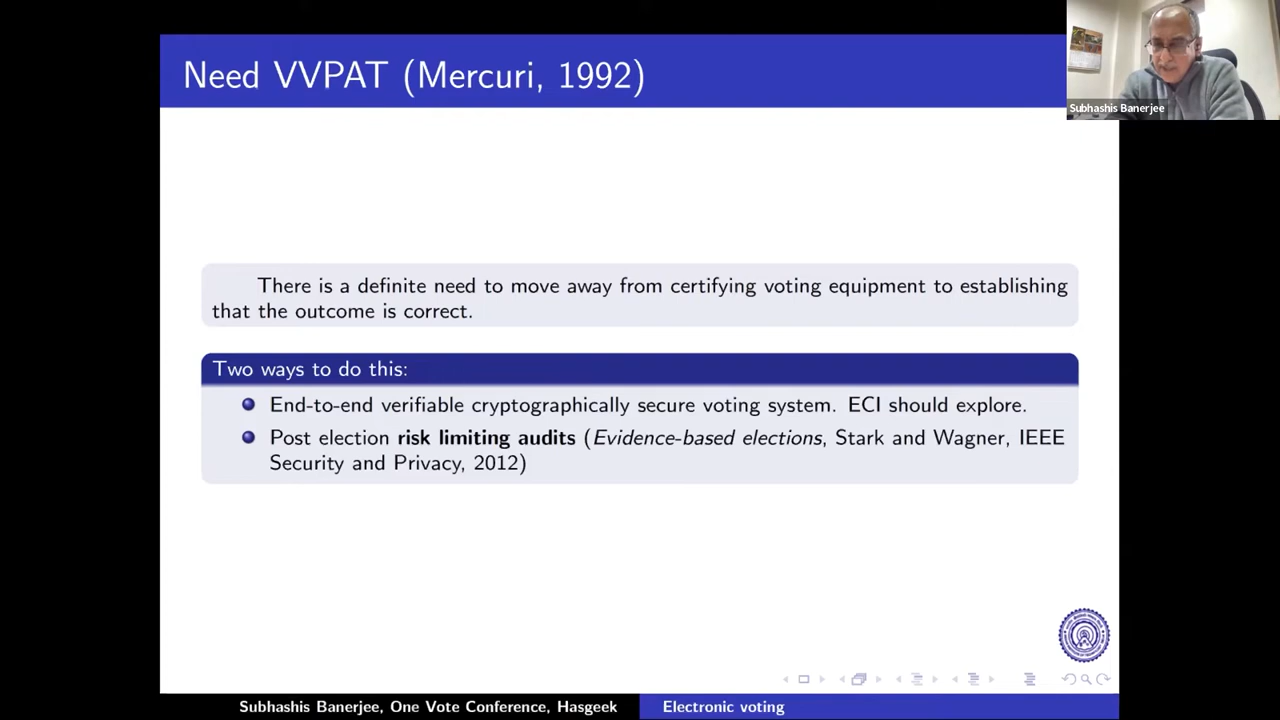 Need VVPAT (Mercuri, 1992)
Subhashis Banerjee
There is a definite need to move away from certifying voting equipment to establishing
that the outcome is correct.
Two ways to do this:
End-to-end verifiable cryptographically secure voting system. ECI should explore.
Post election risk limiting audits (Evidence-based elections, Stark and Wagner, IEEE
Security and Privacy, 2012)
Subhashis Banerjee, One Vote Conference, Hasgeek
Electronic voting